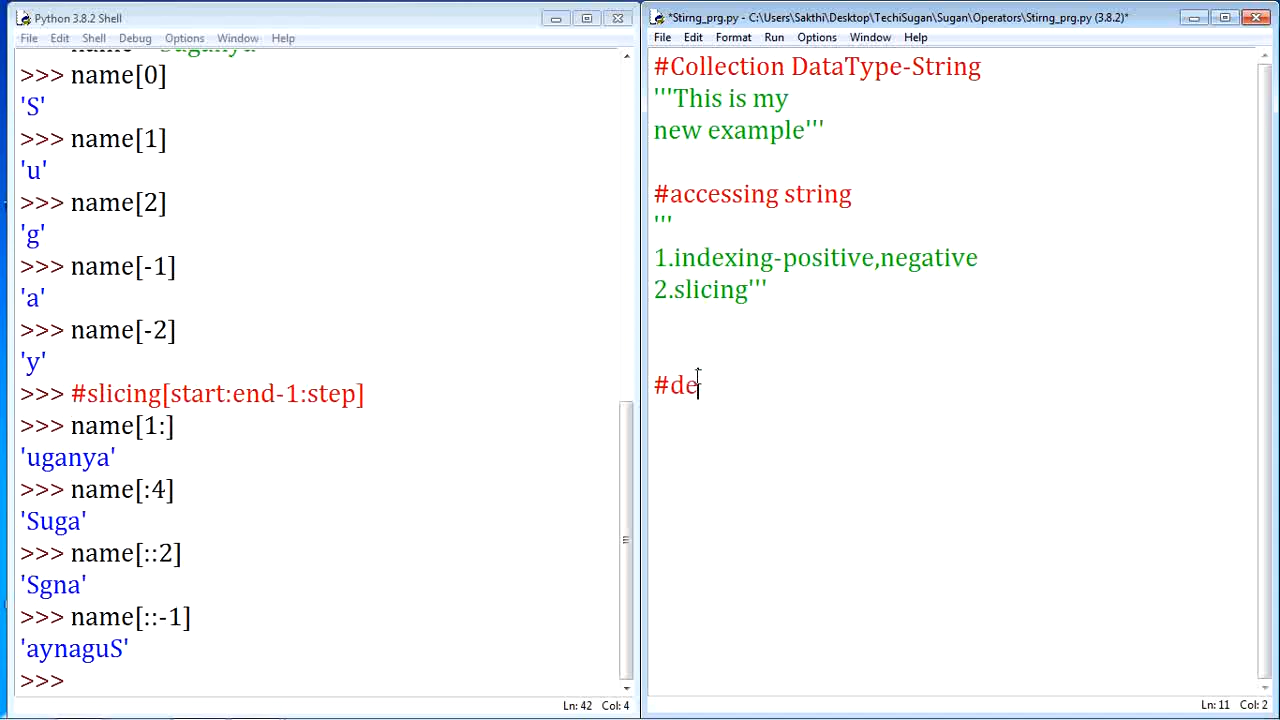 Python 3.8.2 Shell
File Edit Shell Debug Options Window Help
>>> name[0]
'S'
>>> name[1]
'u'
>>> name[2]
'g'
>>> name[-1]
'a'
>>> name[-2]
'y'
>>> #slicing[start:end-1:step]
>>> name[1:]
'uganya'
>>> name[:4]
'Suga'
>>> name[::2]
'Sgna'
>>> name[::-1]
'aynaguS'
>>>
Ln: 42 Col: 4
*Stirng_prg.py - C:\Users\Sakthi\Desktop\TechiSugan\Sugan\Operators\Stirng_prg.py (3.8.2)*
File Edit Format Run Options Window Help
#Collection DataType-String
'''This is my
new example'''
#accessing string
'''
1.indexing-positive,negative
2.slicing'''
#de
Ln: 11 Col: 2